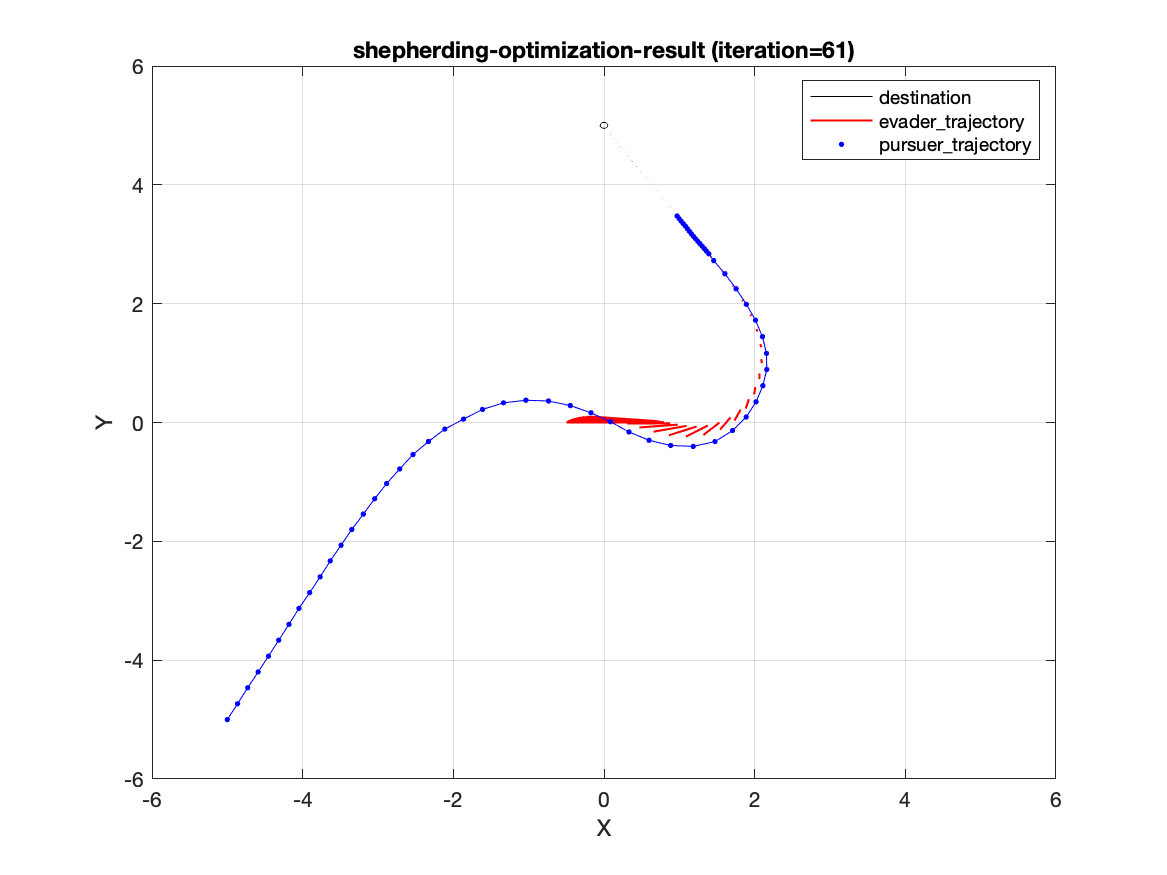 shepherding-optimization-result (iteration=61)
destination
evader_trajectory
pursuer_trajectory
6
4
2
0
-2
-4
-6
Y
-6
-4
-2
0
2
4
6
X